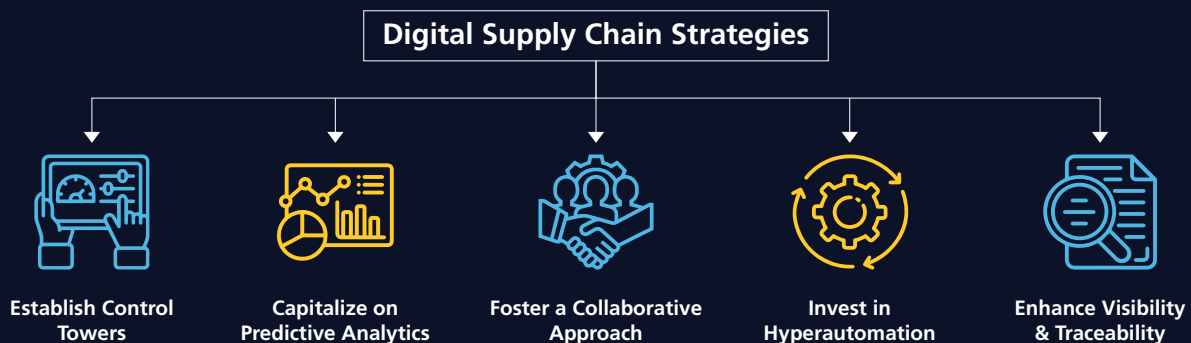 Digital Supply Chain Strategies
Establish Control
Towers
Capitalize on
Predictive Analytics
Foster a Collaborative
Approach
Invest in
Hyperautomation
Enhance Visibility
& Traceability